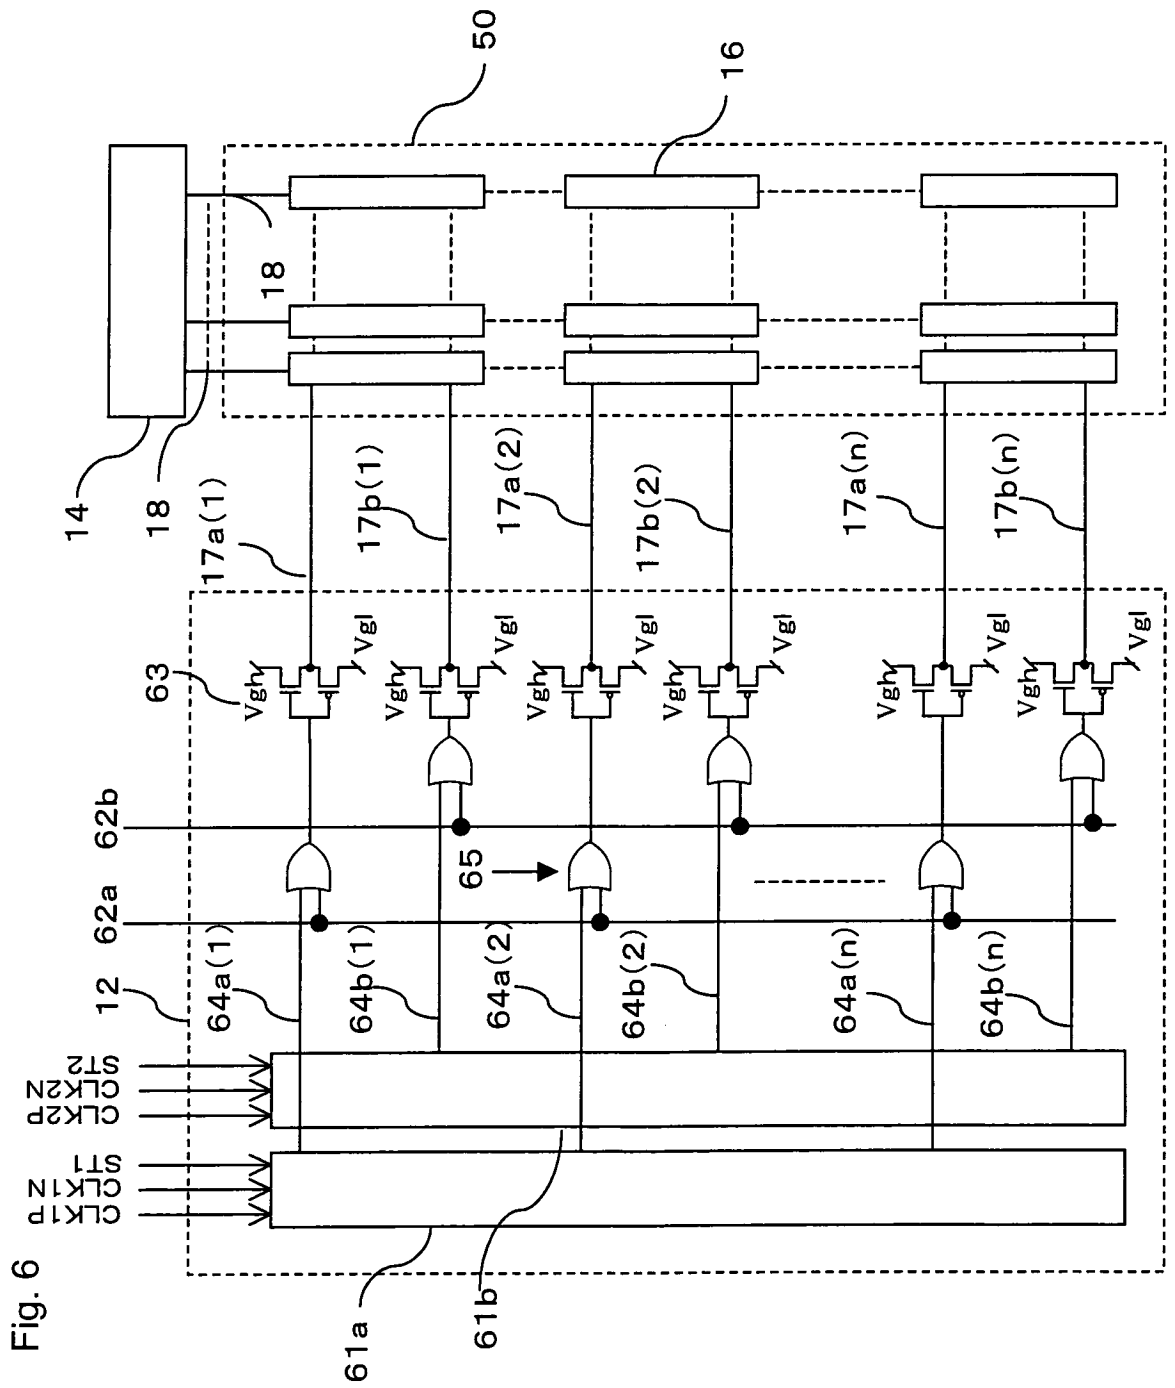 Fig. 6
14
18
18
50
16
17a(1)
17b(1)
17a(2)
17b(2)
17a(n)
17b(n)
63
Vgh
Vgl
Vgh
Vgl
Vgh
Vgl
Vgh
Vgl
Vgh
Vgl
Vgh
Vgl
62b
62a
65
12
64a(1)
64b(1)
64a(2)
64b(2)
64a(n)
64b(n)
ST2
CLK2N
CLK2P
ST1
CLK1N
CLK1P
61a
61b